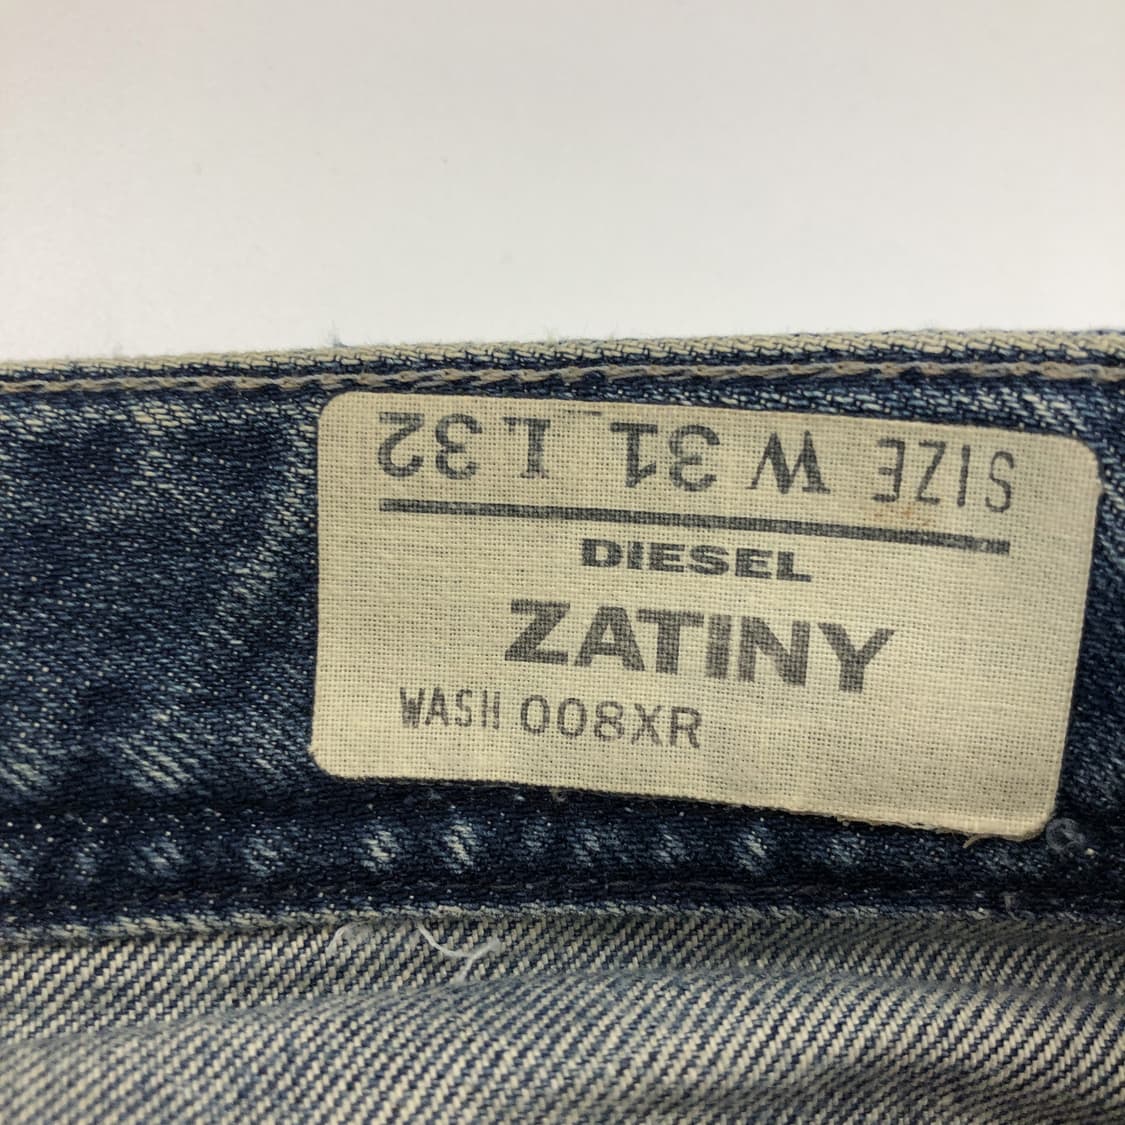 SIZE W 31 L 32
DIESEL
ZATINY
WASH 008XR